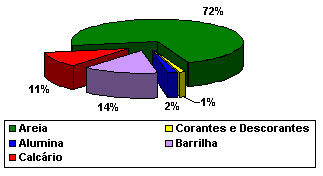 72%
11%
14%
2%
1%
Areia
Corantes e Descorantes
Alumina
Barrilha
Calcário